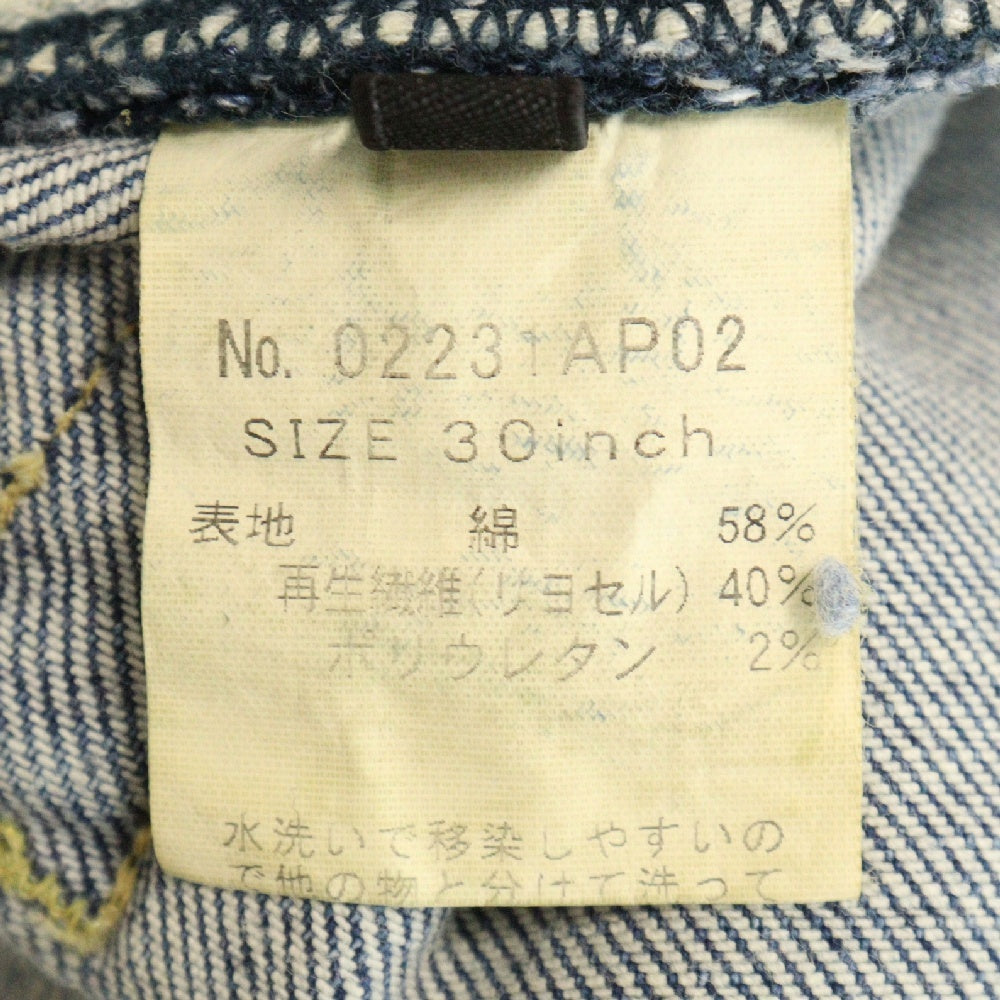 No. 02231AP02
SIZE 30inch
表地 綿 58%
再生繊維(リヨセル) 40%
ポリウレタン 2%
水洗いで移染しやすいの
で他の物と分けて洗って